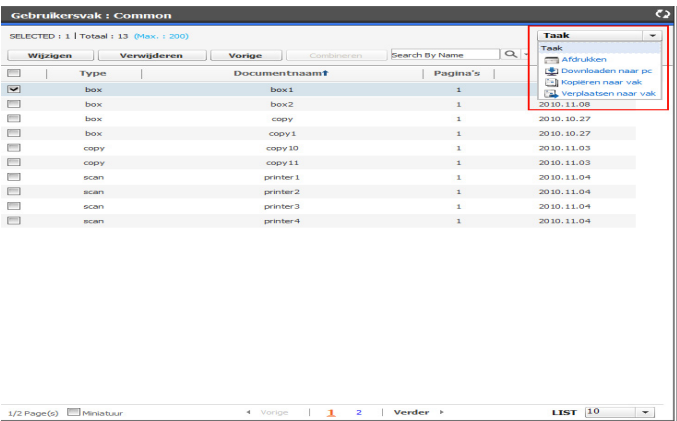 Gebruikersvak : Common
SELECTED : 1 | Totaal : 13 (Max. : 200)
Taak
Wijzigen Verwijderen Vorige Combineren Search By Name
Taak
Afdrukken
Downloaden naar pc
Kopiëren naar vak
Verplaatsen naar vak
Type Documentnaam Pagina's
box box1 1
box box2 1 2010.11.08
box copy 1 2010.10.27
box copy1 1 2010.10.27
copy copy10 1 2010.11.03
copy copy11 1 2010.11.03
scan printer1 1 2010.11.04
scan printer2 1 2010.11.04
scan printer3 1 2010.11.04
scan printer4 1 2010.11.04
1/2 Page(s) Miniatuur Vorige | 1 2 | Verder LIST 10